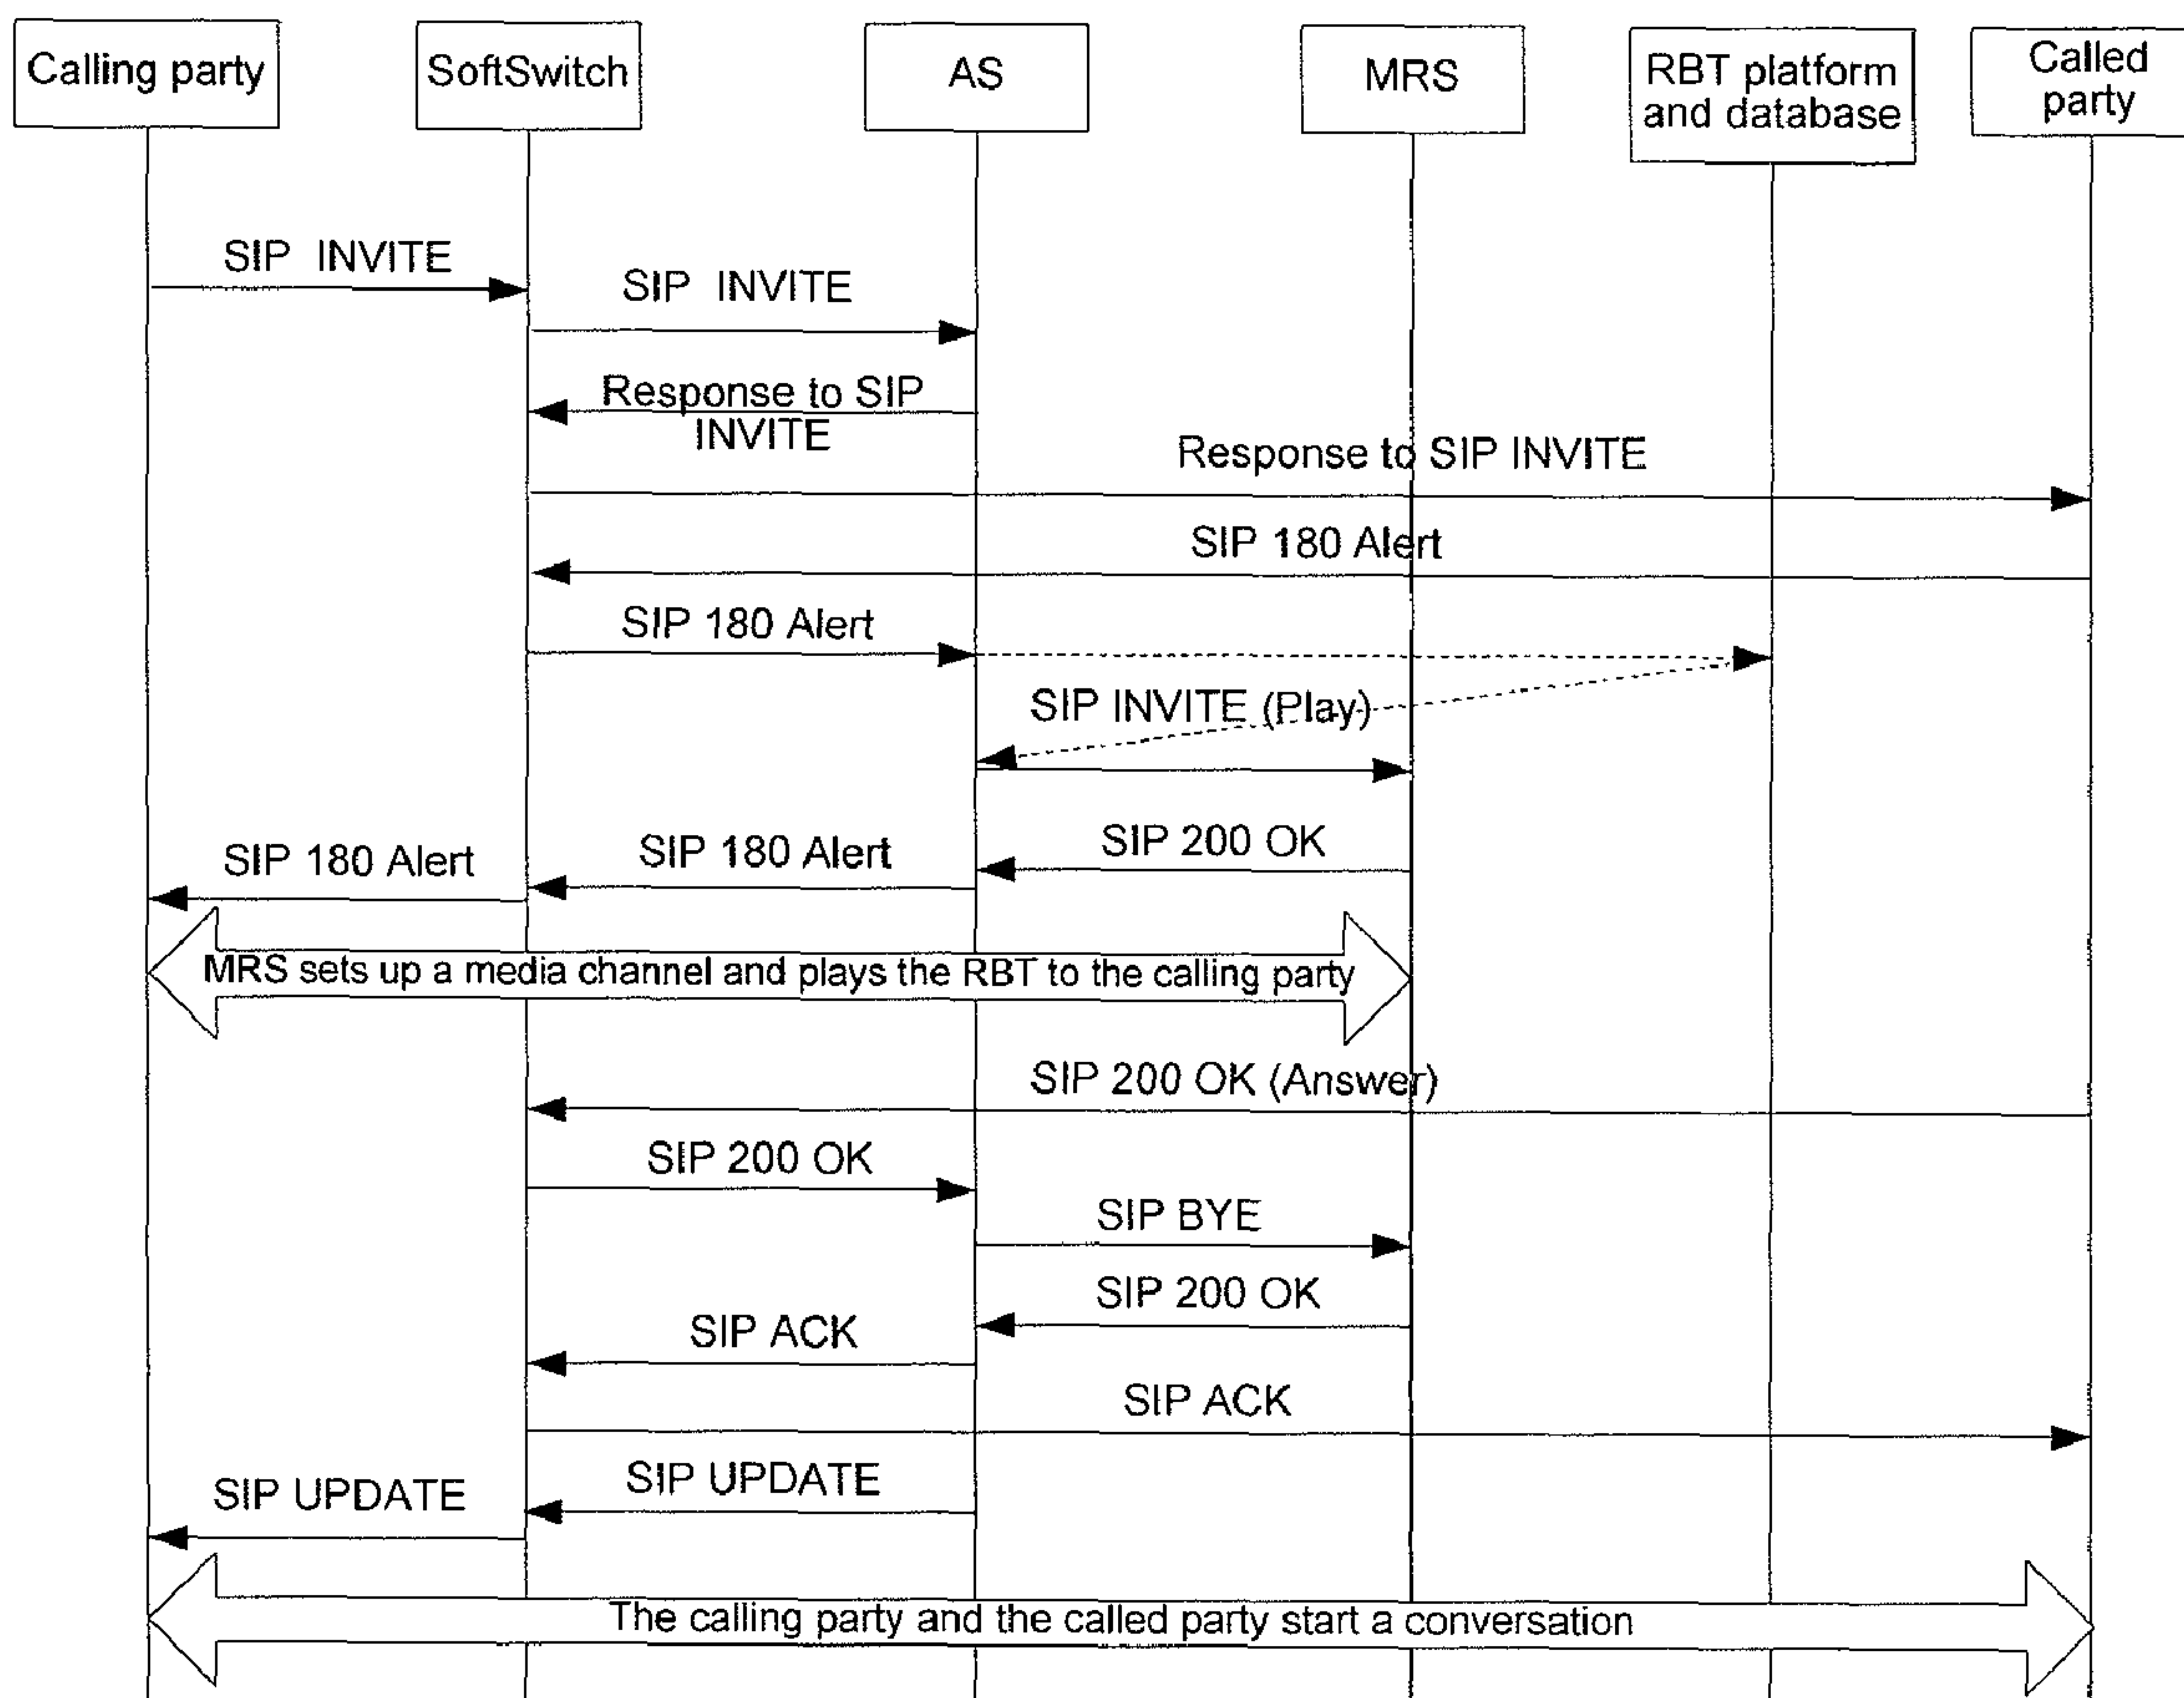 Calling party
SoftSwitch
AS
MRS
RBT platform
and database
Called
party
SIP INVITE
SIP INVITE
Response to SIP
INVITE
Response to SIP INVITE
SIP 180 Alert
SIP 180 Alert
SIP INVITE (Play)
SIP 200 OK
SIP 180 Alert
SIP 180 Alert
MRS sets up a media channel and plays the RBT to the calling party
SIP 200 OK (Answer)
SIP 200 OK
SIP BYE
SIP 200 OK
SIP ACK
SIP ACK
SIP UPDATE
SIP UPDATE
The calling party and the called party start a conversation